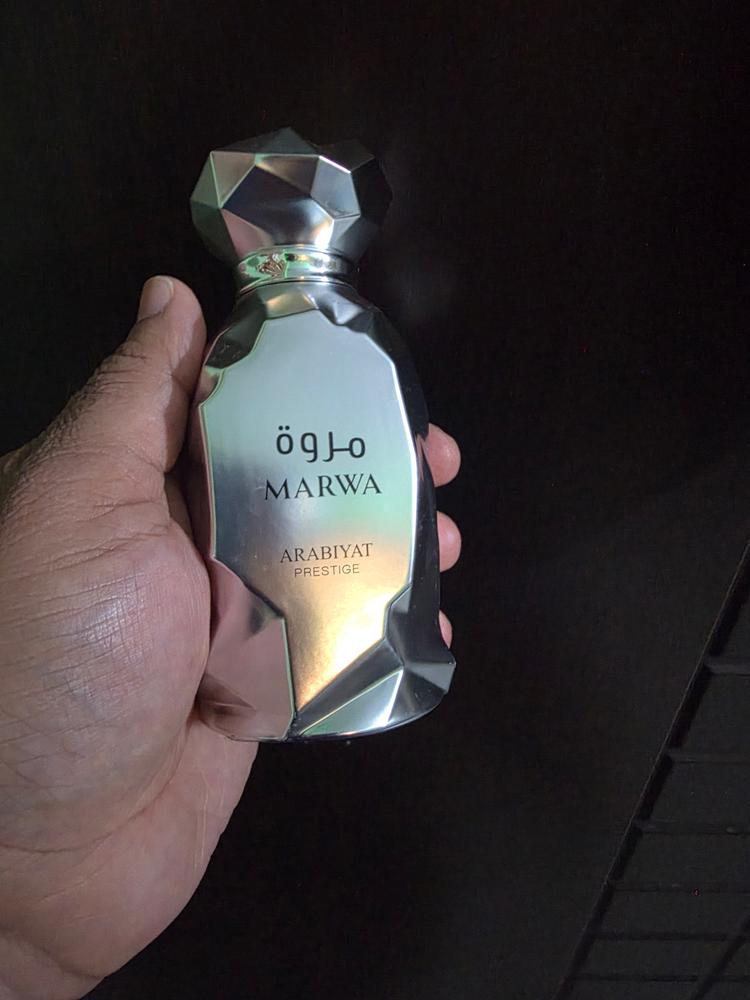 مروة
MARWA
ARABIYAT
PRESTIGE